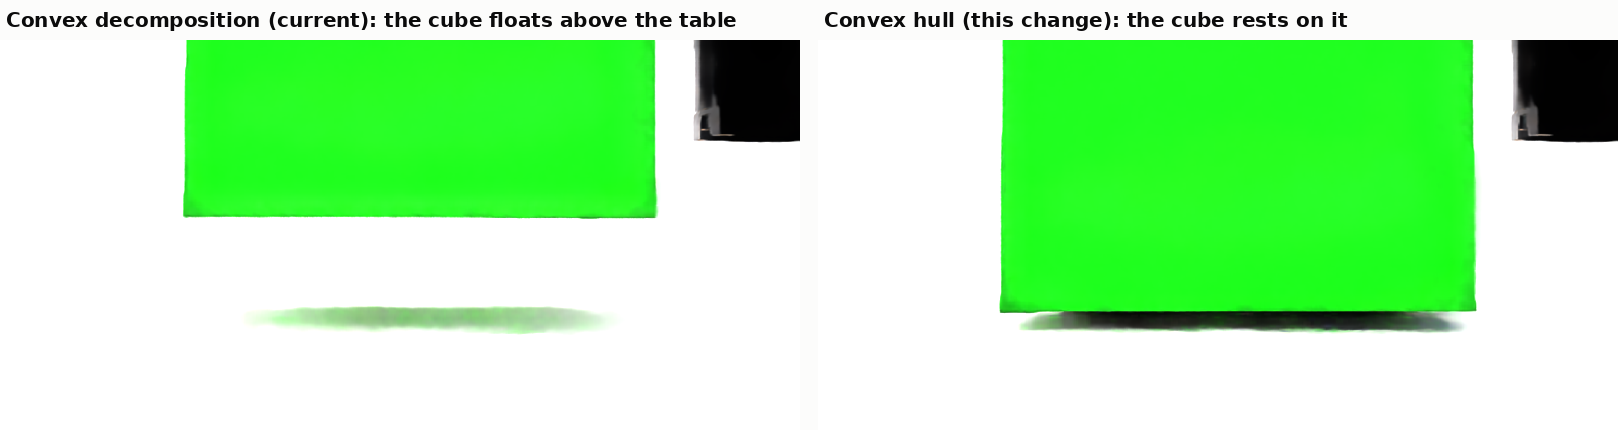 Convex decomposition (current): the cube floats above the table
Convex hull (this change): the cube rests on it